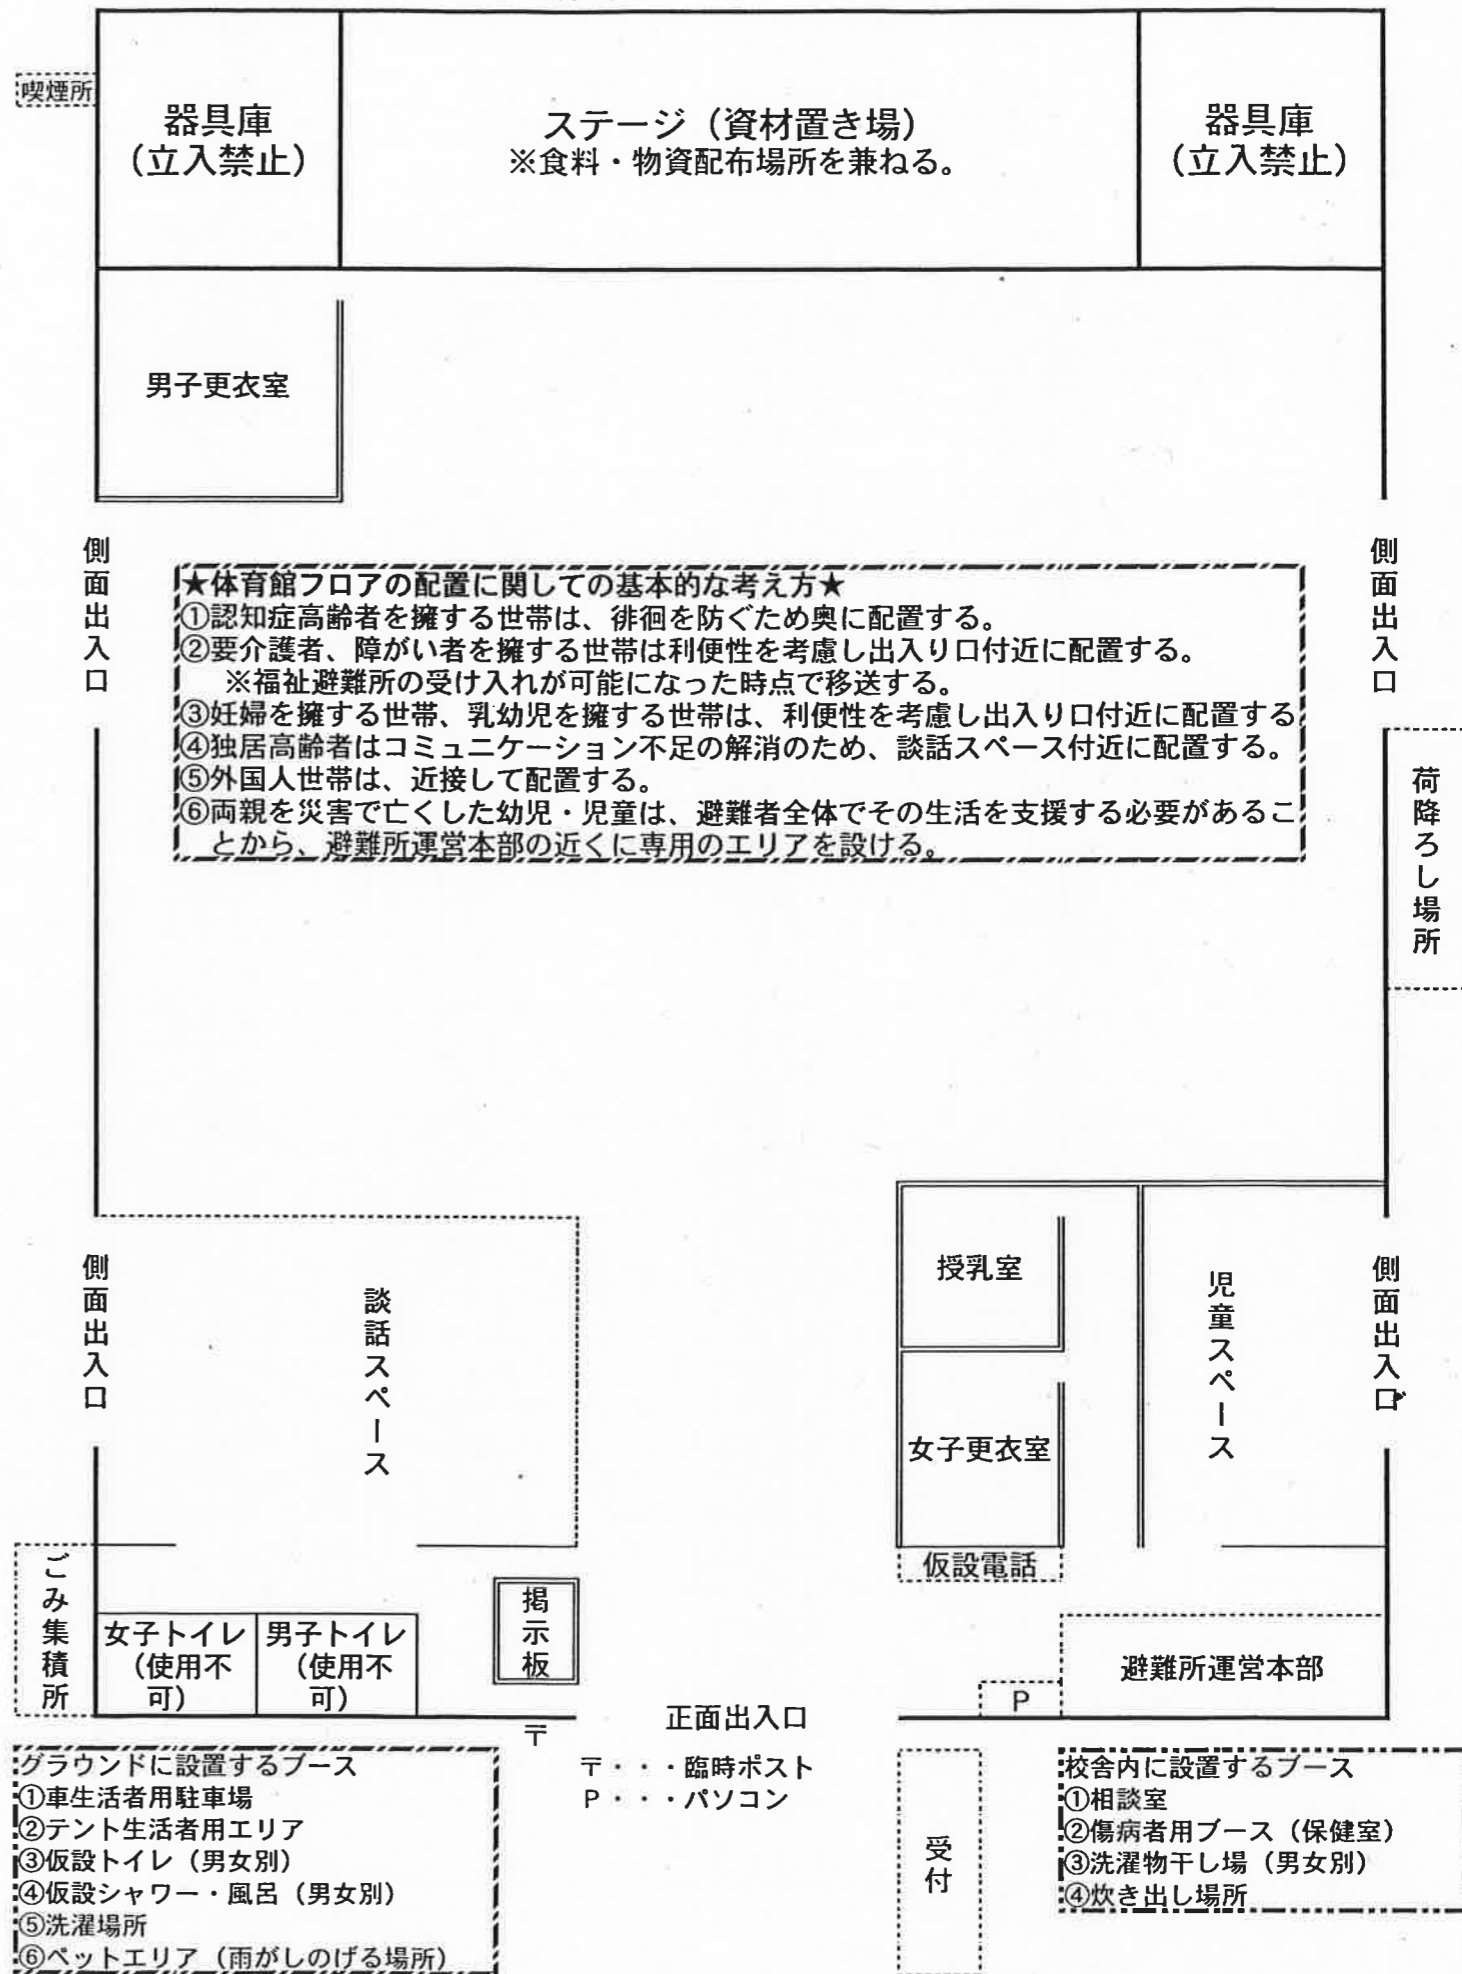 喫煙所
器具庫
（立入禁止）
ステージ（資材置き場）
※食料・物資配布場所を兼ねる。
器具庫
（立入禁止）
男子更衣室
側面出入口
側面出入口
★体育館フロアの配置に関しての基本的な考え方★
①認知症高齢者を擁する世帯は、徘徊を防ぐため奥に配置する。
②要介護者、障がい者を擁する世帯は利便性を考慮し出入り口付近に配置する。
※福祉避難所の受け入れが可能になった時点で移送する。
③妊婦を擁する世帯、乳幼児を擁する世帯は、利便性を考慮し出入り口付近に配置する
④独居高齢者はコミュニケーション不足の解消のため、談話スペース付近に配置する。
⑤外国人世帯は、近接して配置する。
⑥両親を災害で亡くした幼児・児童は、避難者全体でその生活を支援する必要があるこ
とから、避難所運営本部の近くに専用のエリアを設ける。
荷降ろし場所
側面出入口
談話スペース
授乳室
児童スペース
側面出入口
女子更衣室
仮設電話
ごみ集積所
女子トイレ
（使用不
可）
男子トイレ
（使用不
可）
掲示板
避難所運営本部
P
正面出入口
〒
〒・・・臨時ポスト
P・・・パソコン
受付
グラウンドに設置するブース
①車生活者用駐車場
②テント生活者用エリア
③仮設トイレ（男女別）
④仮設シャワー・風呂（男女別）
⑤洗濯場所
⑥ペットエリア（雨がしのげる場所）
校舎内に設置するブース
①相談室
②傷病者用ブース（保健室）
③洗濯物干し場（男女別）
④炊き出し場所